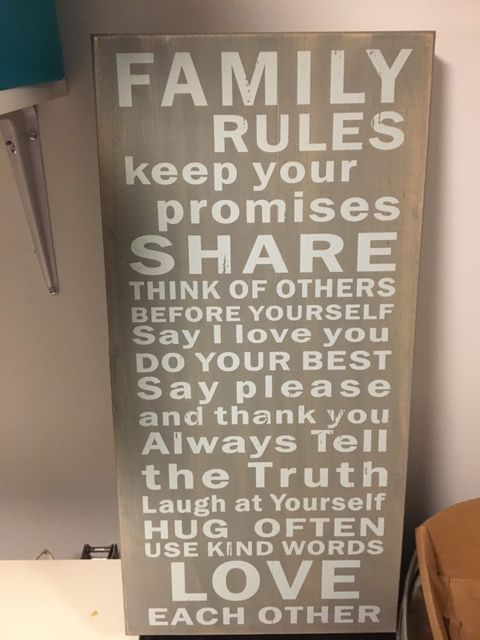 FAMILY
RULES
keep your
promises
SHARE
THINK OF OTHERS
BEFORE YOURSELF
Say I love you
DO YOUR BEST
Say please
and thank you
Always Tell
the Truth
Laugh at Yourself
HUG OFTEN
USE KIND WORDS
LOVE
EACH OTHER